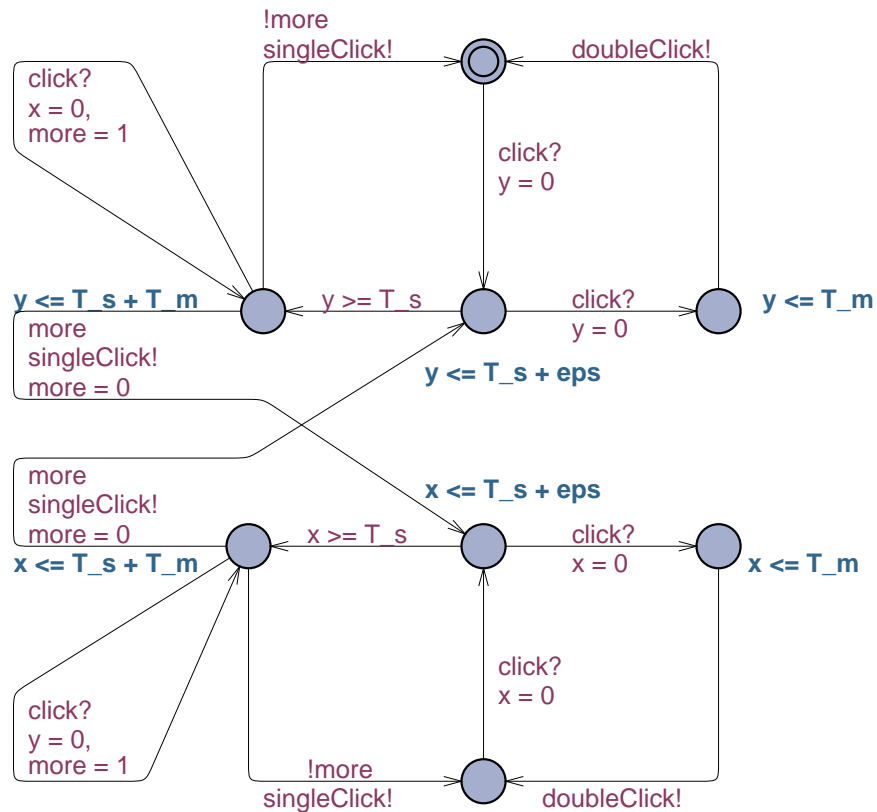 !more
singleClick!
doubleClick!
click?
x = 0,
more = 1
click?
y = 0
y <= T_s + T_m
y >= T_s
click?
y = 0
y <= T_m
more
singleClick!
more = 0
y <= T_s + eps
more
singleClick!
more = 0
x <= T_s + eps
x <= T_s + T_m
x >= T_s
click?
x = 0
x <= T_m
click?
x = 0
click?
y = 0,
more = 1
!more
singleClick!
doubleClick!